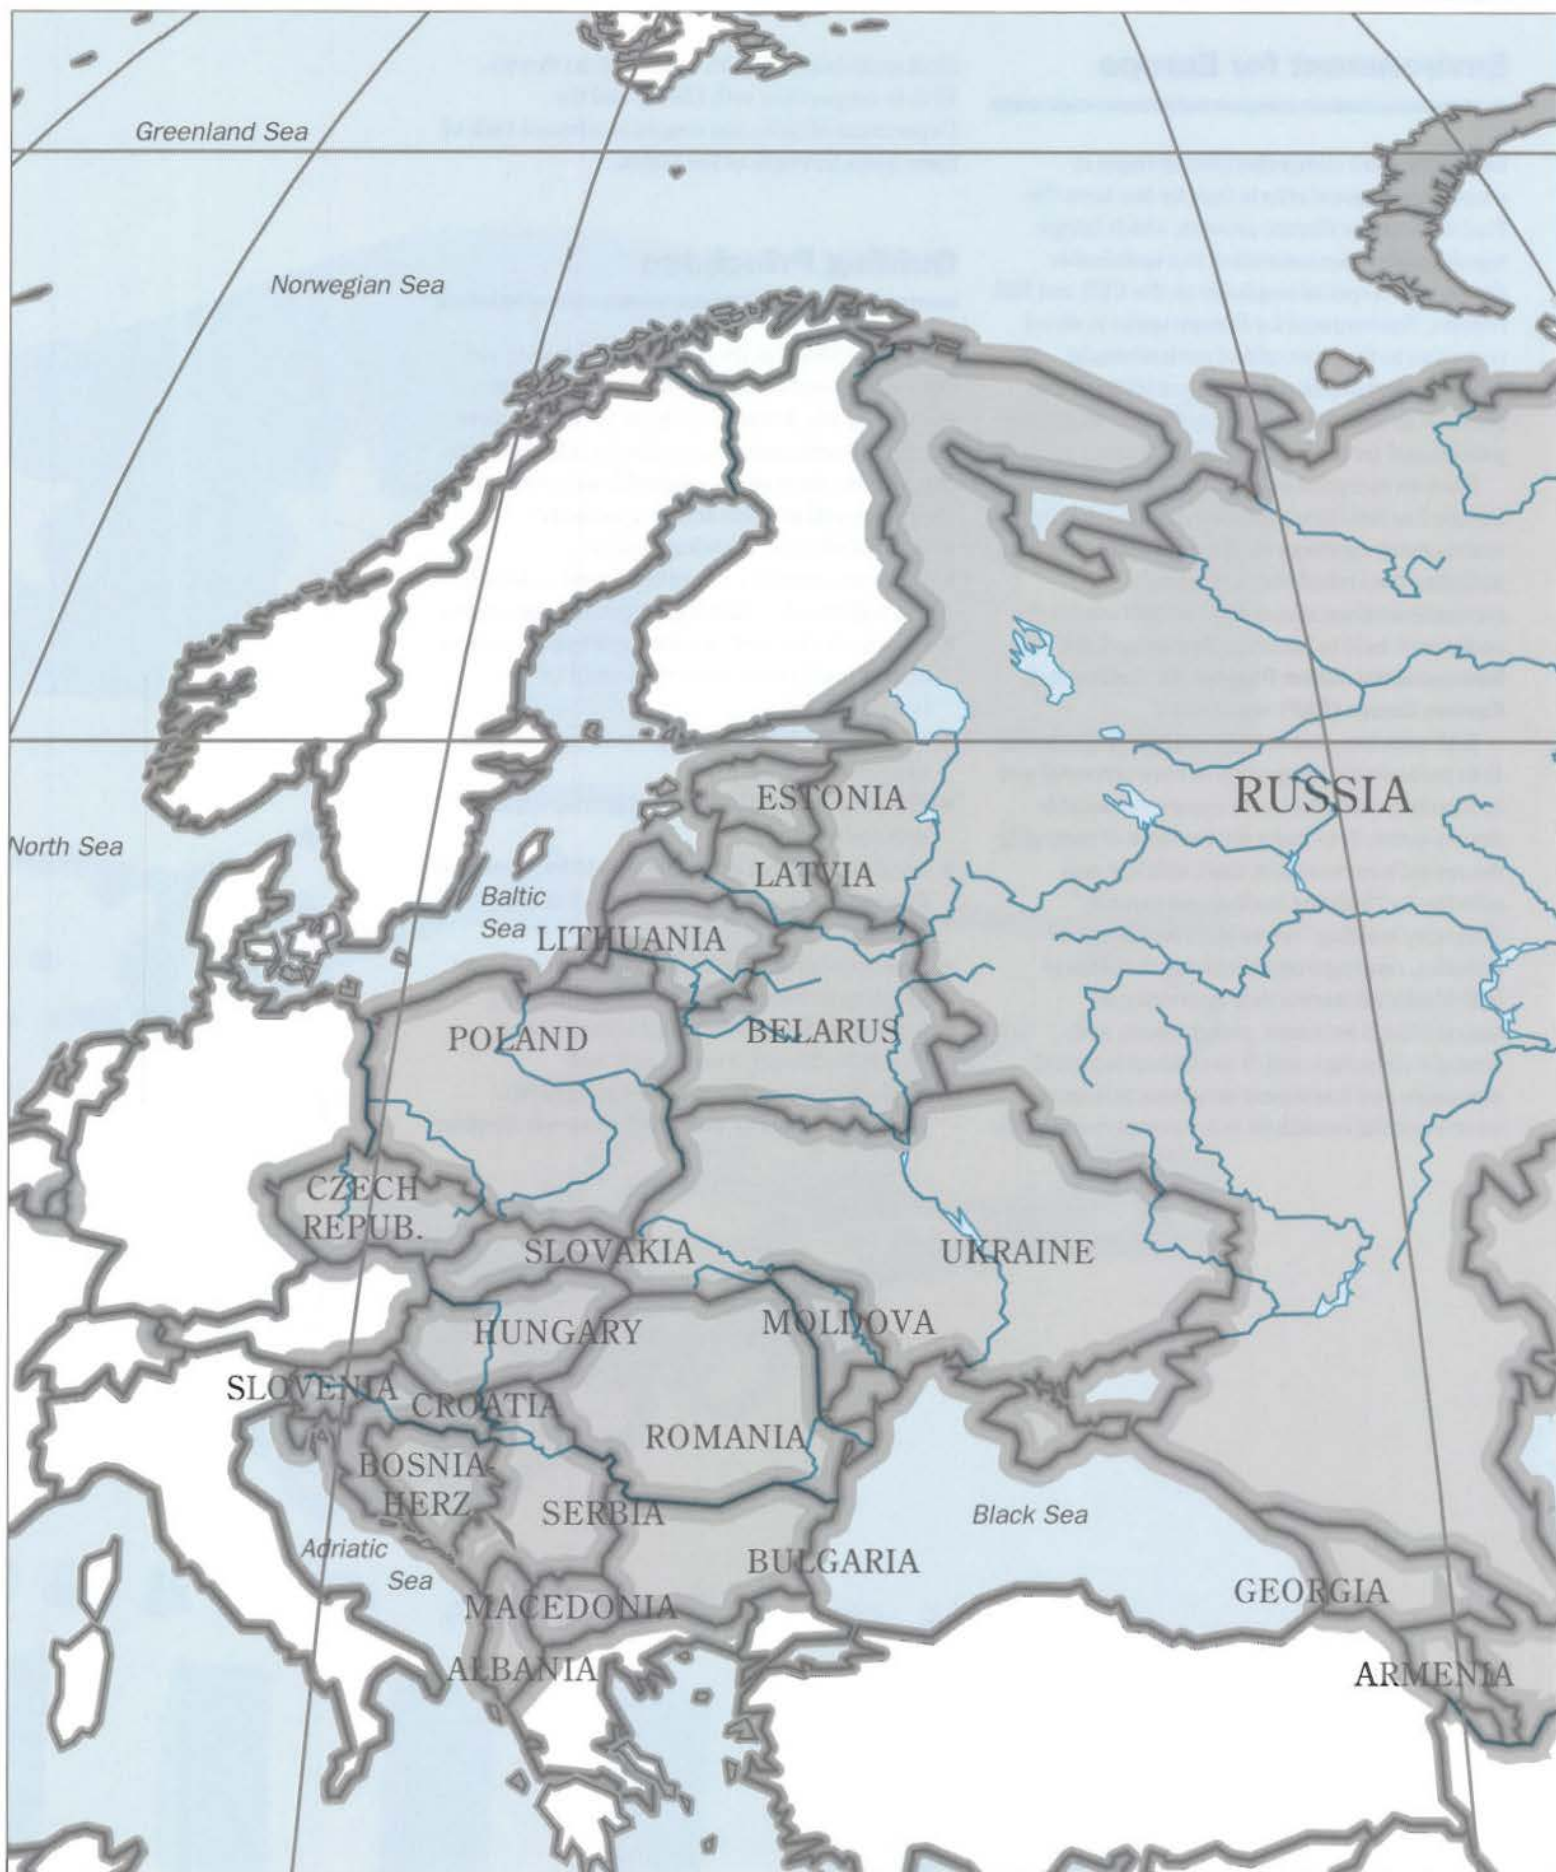 Greenland Sea
Norwegian Sea
RUSSIA
ESTONIA
North Sea
LATVIA
Baltic
Sea
LITHUANIA
POLAND
BELARUS
CZECH
REPUB.
SLOVAKIA
UKRAINE
HUNGARY
MOLDOVA
SLOVENIA
CROATIA
ROMANIA
BOSNIA-
HERZ.
SERBIA
Black Sea
Adriatic
Sea
BULGARIA
GEORGIA
MACEDONIA
ALBANIA
ARMENIA